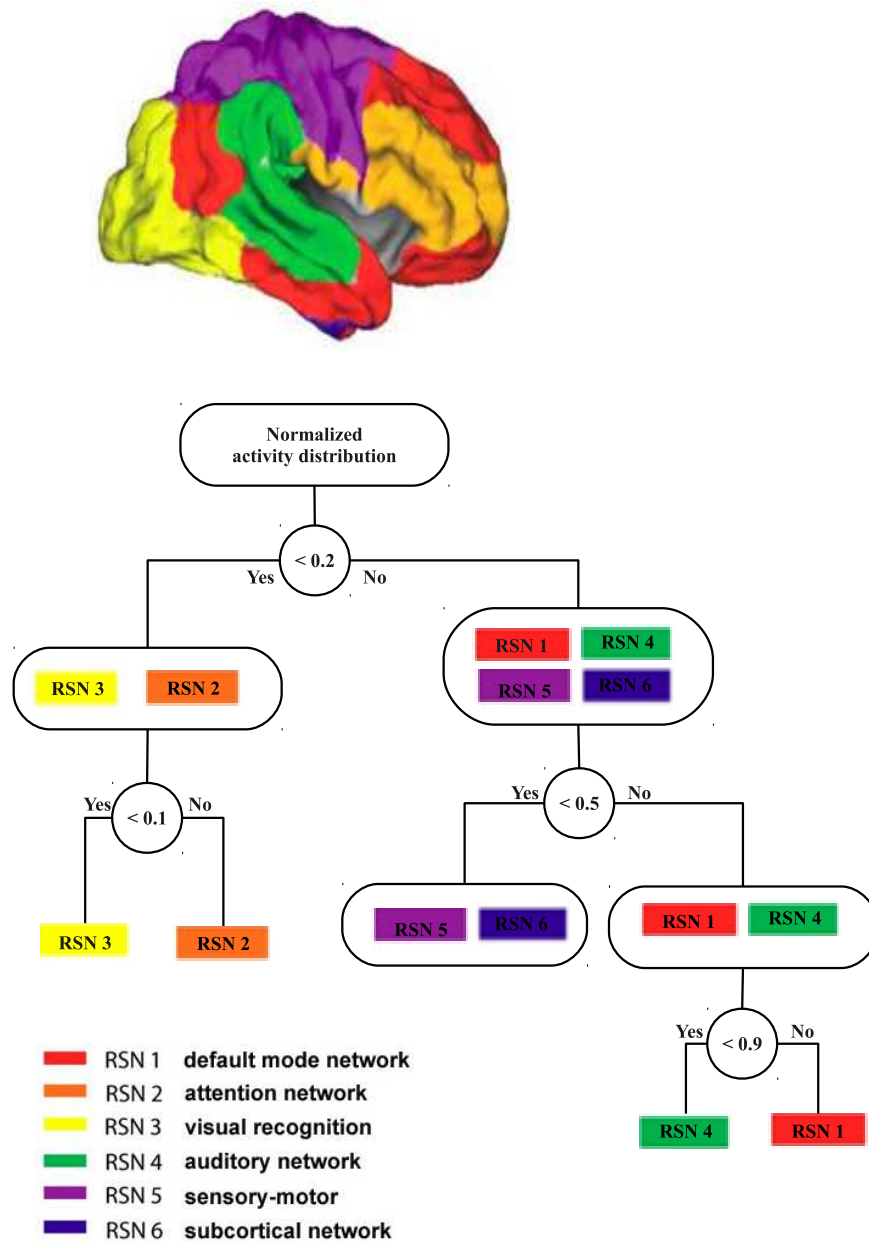 Normalized
activity distribution
< 0.2
Yes
No
RSN 1
RSN 4
RSN 3
RSN 2
RSN 5
RSN 6
Yes
No
< 0.1
Yes
No
< 0.5
RSN 5
RSN 6
RSN 1
RSN 4
RSN 3
RSN 2
Yes
No
< 0.9
RSN 4
RSN 1
RSN 1 default mode network
RSN 2 attention network
RSN 3 visual recognition
RSN 4 auditory network
RSN 5 sensory-motor
RSN 6 subcortical network